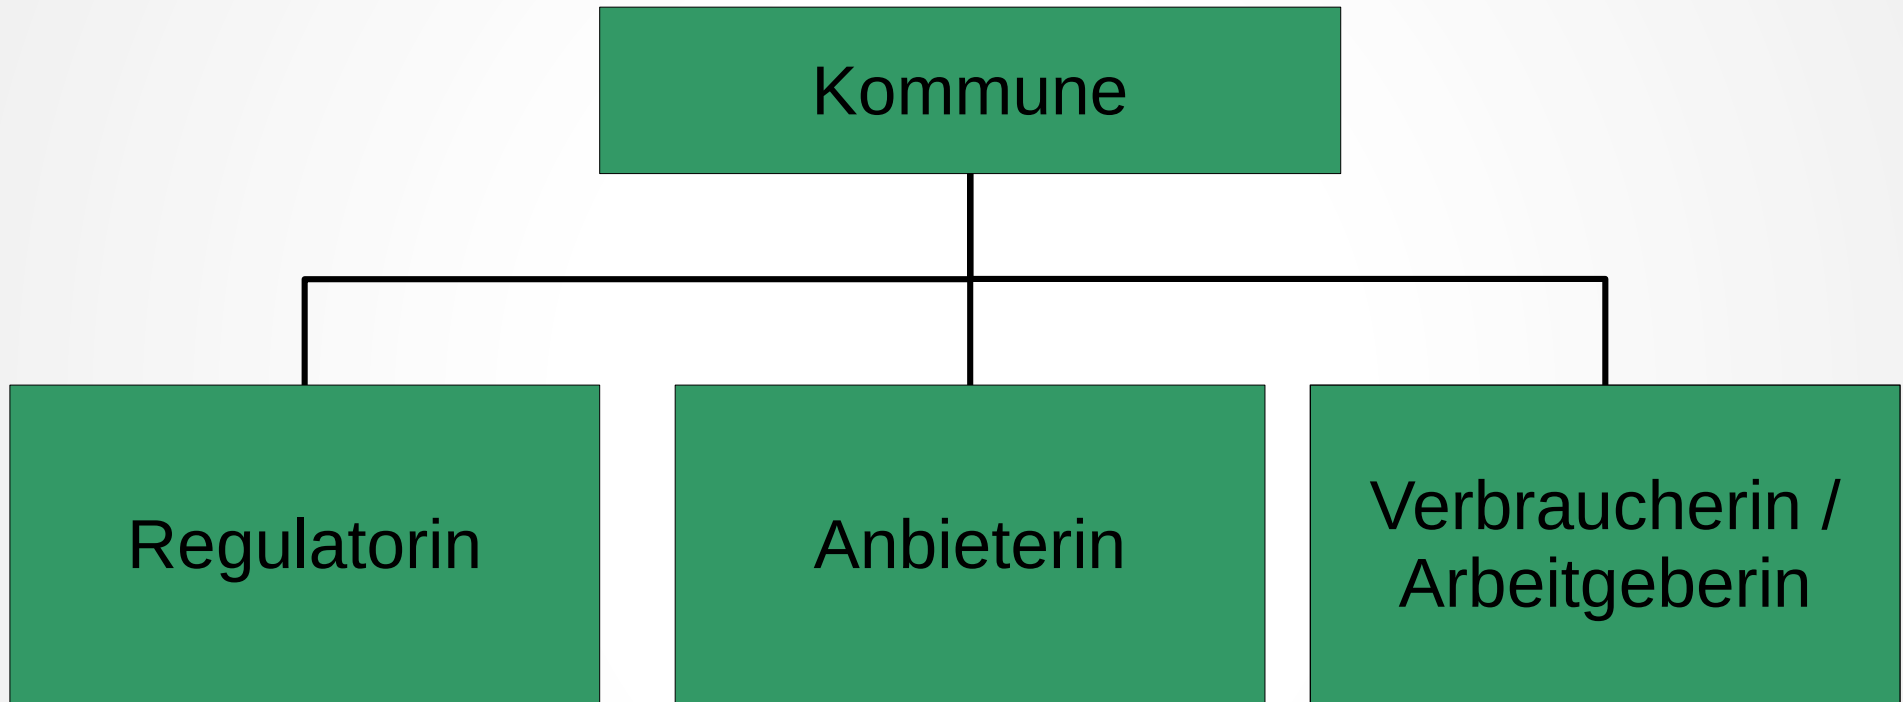 Kommune
Regulatorin
Anbieterin
Verbraucherin /
Arbeitgeberin